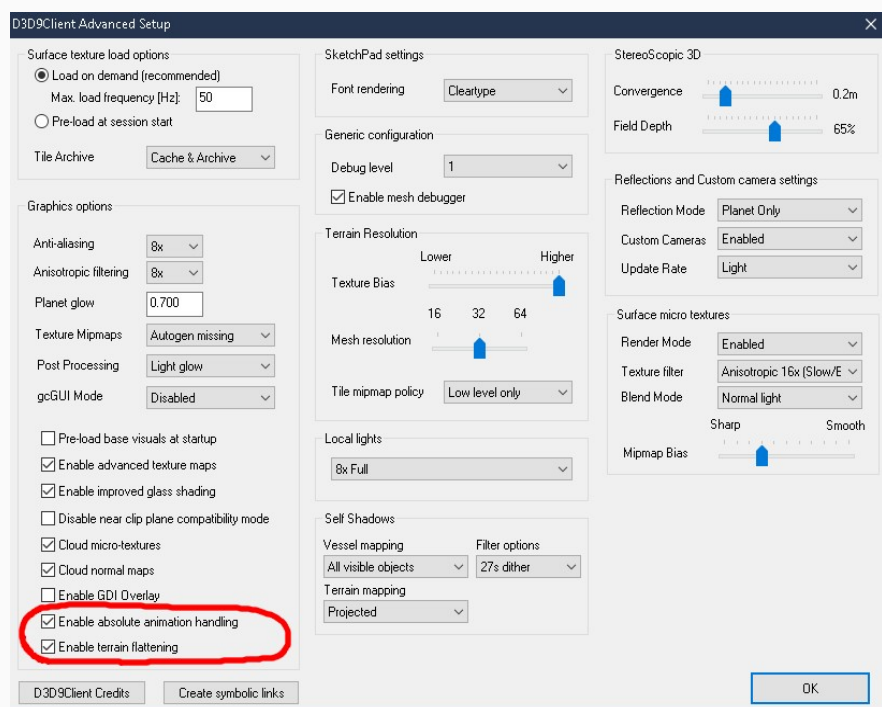 D3D9Client Advanced Setup
Surface texture load options
Load on demand (recommended)
Max. load frequency [Hz]: 50
Pre-load at session start
Tile Archive Cache & Archive
Graphics options
Anti-aliasing 8x
Anisotropic filtering 8x
Planet glow 0.700
Texture Mipmaps Autogen missing
Post Processing Light glow
gcGUI Mode Disabled
Pre-load base visuals at startup
Enable advanced texture maps
Enable improved glass shading
Disable near clip plane compatibility mode
Cloud micro-textures
Cloud normal maps
Enable GDI Overlay
Enable absolute animation handling
Enable terrain flattening
D3D9Client Credits Create symbolic links
SketchPad settings
Font rendering Cleartype
Generic configuration
Debug level 1
Enable mesh debugger
Terrain Resolution
Lower Higher
Texture Bias
16 32 64
Mesh resolution
Tile mipmap policy Low level only
Local lights
8x Full
Self Shadows
Vessel mapping Filter options
All visible objects 27s dither
Terrain mapping
Projected
StereoScopic 3D
Convergence 0.2m
Field Depth 65%
Reflections and Custom camera settings
Reflection Mode Planet Only
Custom Cameras Enabled
Update Rate Light
Surface micro textures
Render Mode Enabled
Texture filter Anisotropic 16x (Slow/E
Blend Mode Normal light
Sharp Smooth
Mipmap Bias
OK